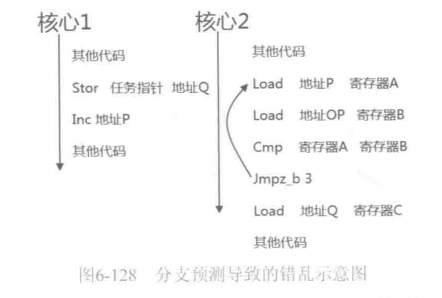 核心1
其他代码
Stor 任务指针 地址Q
Inc 地址P
其他代码
核心2
其他代码
Load 地址P 寄存器A
Load 地址OP 寄存器B
Cmp 寄存器A 寄存器B
Jmpz_b 3
Load 地址Q 寄存器C
其他代码
图6-128 分支预测导致的错乱示意图